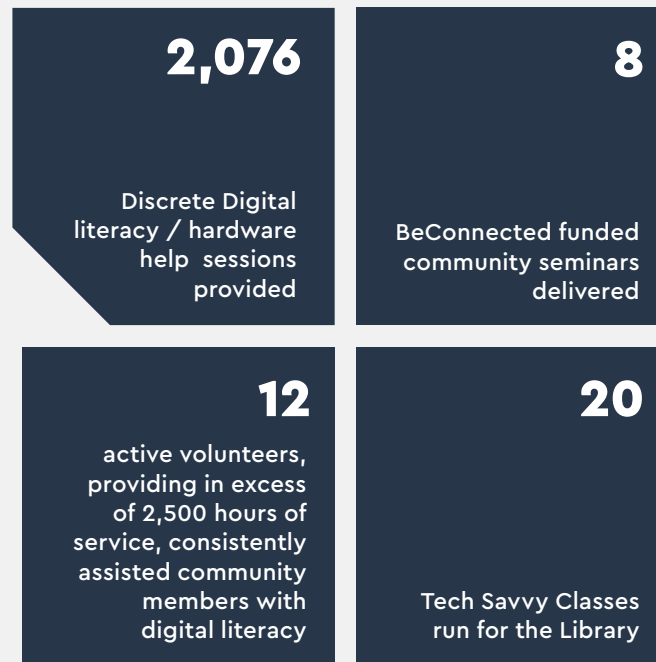 2,076
Discrete Digital
literacy / hardware
help sessions
provided
8
BeConnected funded
community seminars
delivered
12
active volunteers,
providing in excess
of 2,500 hours of
service, consistently
assisted community
members with
digital literacy
20
Tech Savvy Classes
run for the Library